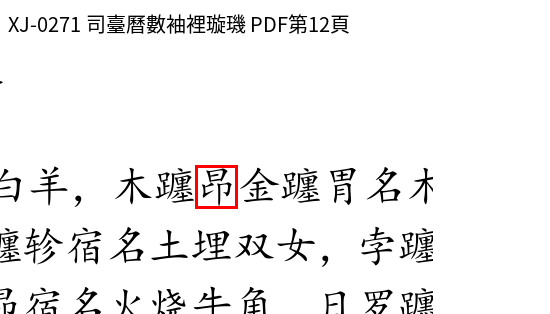 XJ-0271 司臺曆數袖裡璇璣 PDF第12頁
白羊，木躔昂金躔胃名木
躔轸宿名土埋双女，孛躔
昴宿名火烧牛角，日罗躔